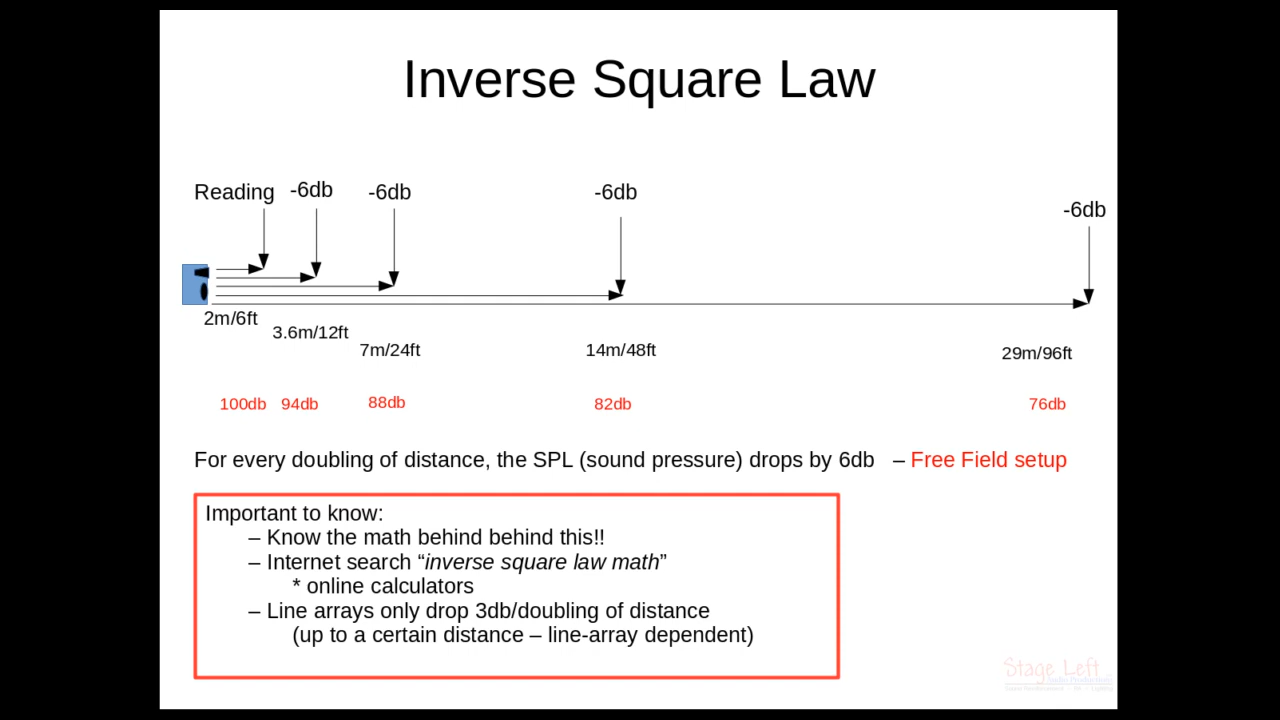 Inverse Square Law
Reading
-6db
-6db
-6db
-6db
2m/6ft
3.6m/12ft
7m/24ft
14m/48ft
29m/96ft
100db
94db
88db
82db
76db
For every doubling of distance, the SPL (sound pressure) drops by 6db – Free Field setup
Important to know:
– Know the math behind behind this!!
– Internet search “inverse square law math”
* online calculators
– Line arrays only drop 3db/doubling of distance
(up to a certain distance – line-array dependent)
Stage Left